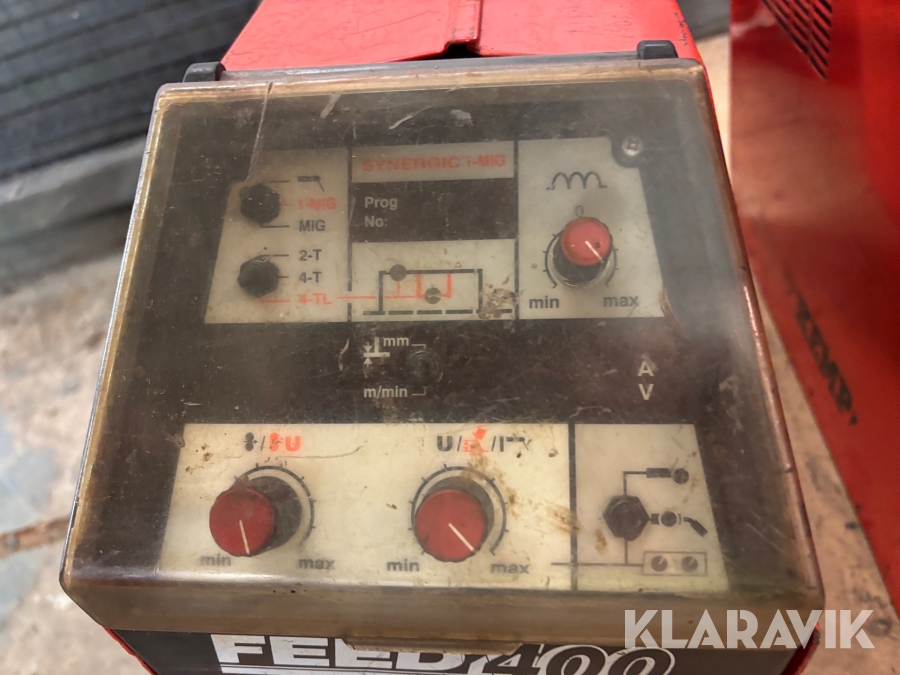 SYNERGIC 1-MIG
1-MIG
MIG
Prog
No:
0
2-T
4-T
4-TL
min max
mm
m/min
A
V
U
U/
min max
min max
FEED 400
KLARAVIK